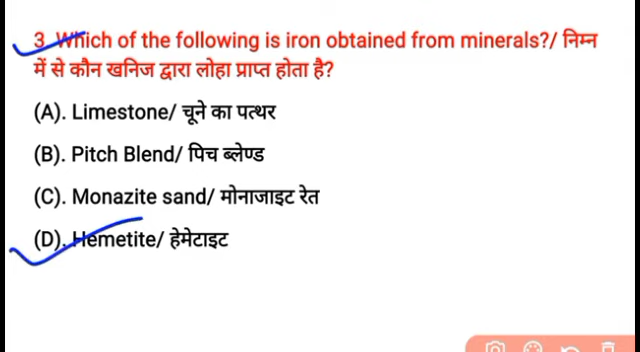 3 Which of the following is iron obtained from minerals?/ निम्न
में से कौन खनिज द्वारा लोहा प्राप्त होता है?
(A). Limestone/ चूने का पत्थर
(B). Pitch Blend/ पिच ब्लेण्ड
(C). Monazite sand/ मोनाजाइट रेत
(D). Hemetite/ हेमेटाइट